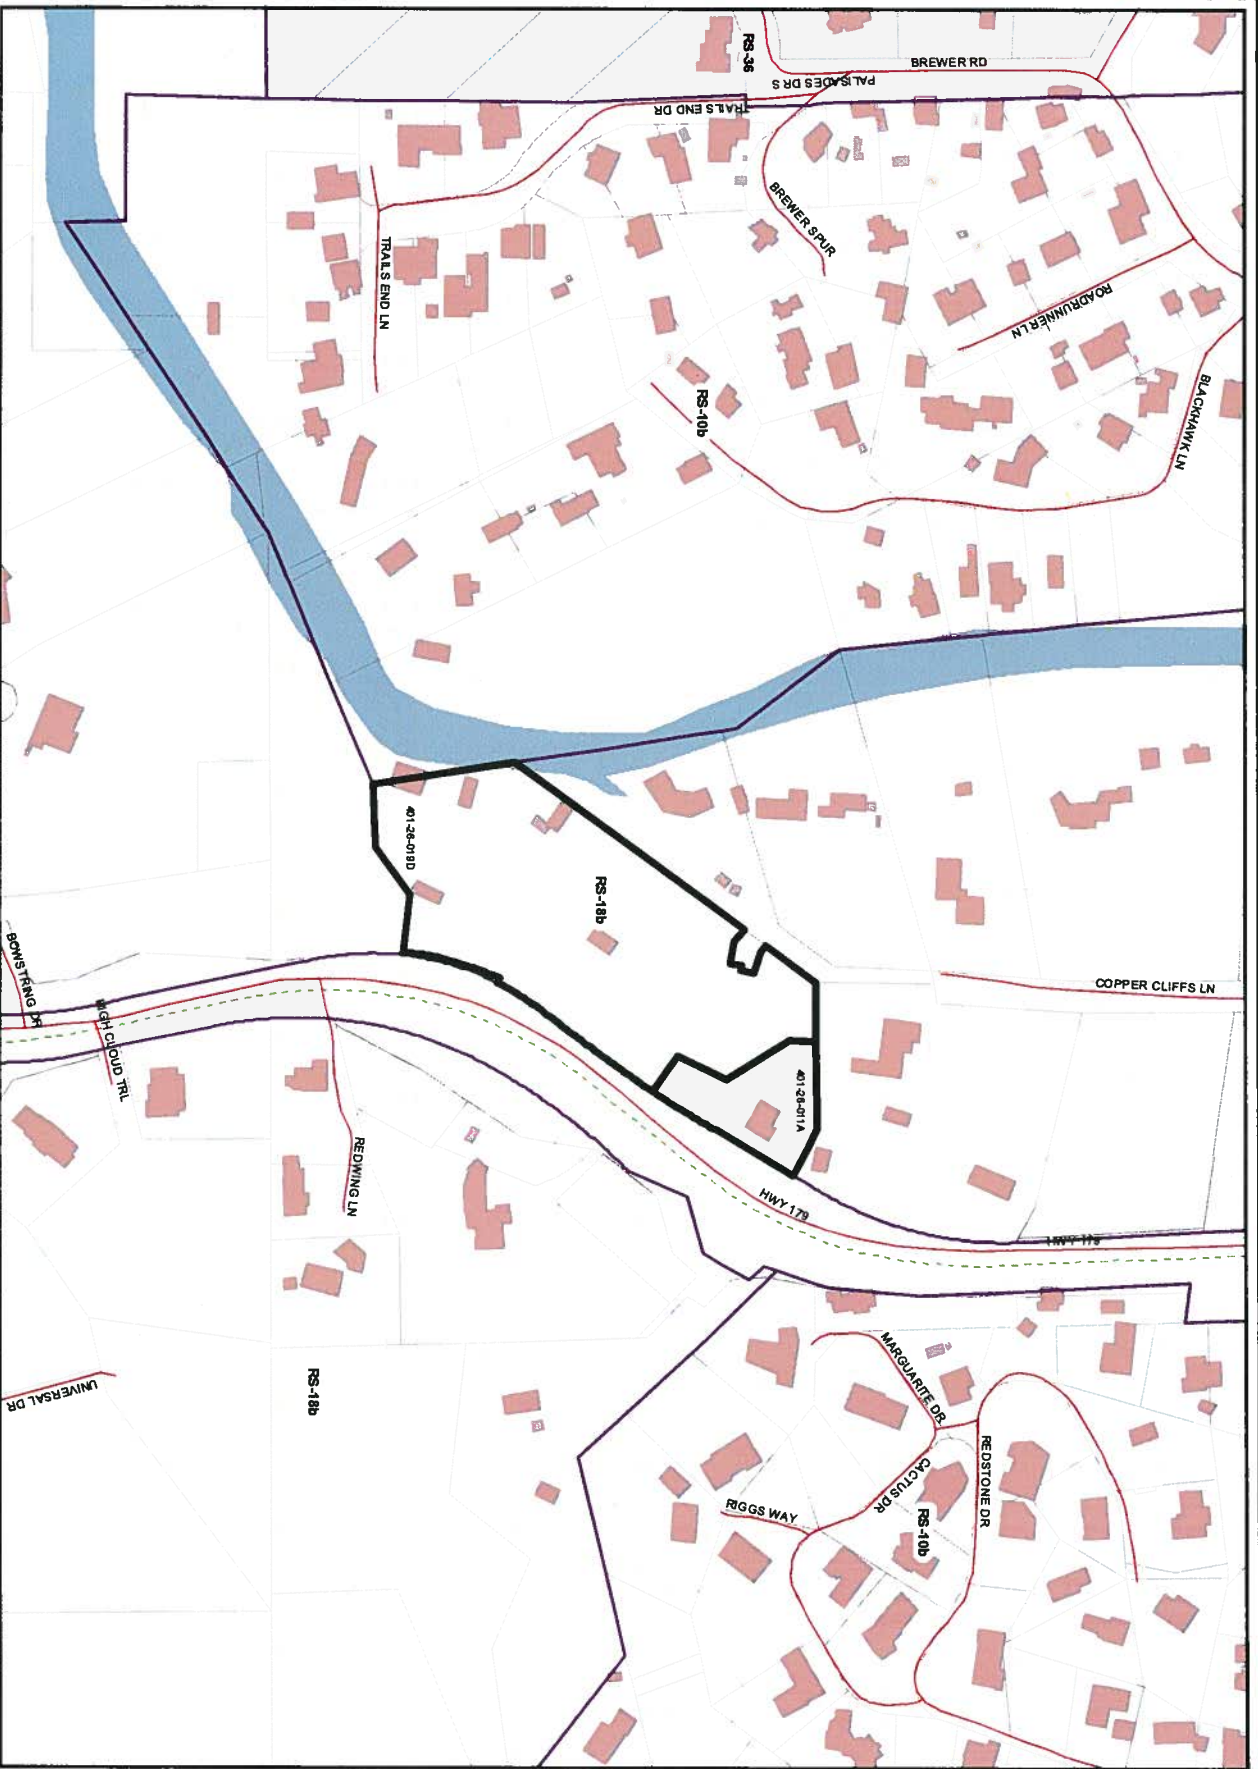 RS-36
BREWER RD
PALISADES DR S
TRAILS END DR
BREWER SPUR
TRAILS END LN
ROADRUNNER LN
BLACKHAWK LN
RS-10b
401-26-019D
RS-18b
COPPER CLIFFS LN
401-26-011A
BOWSTRING DR
HIGH CLOUD TRL
REDWING LN
HWY 179
HWY 179
MARGUARITE DR
REDSTONE DR
CACTUS DR
RS-10b
RIGGS WAY
RS-18b
UNIVERSAL DR